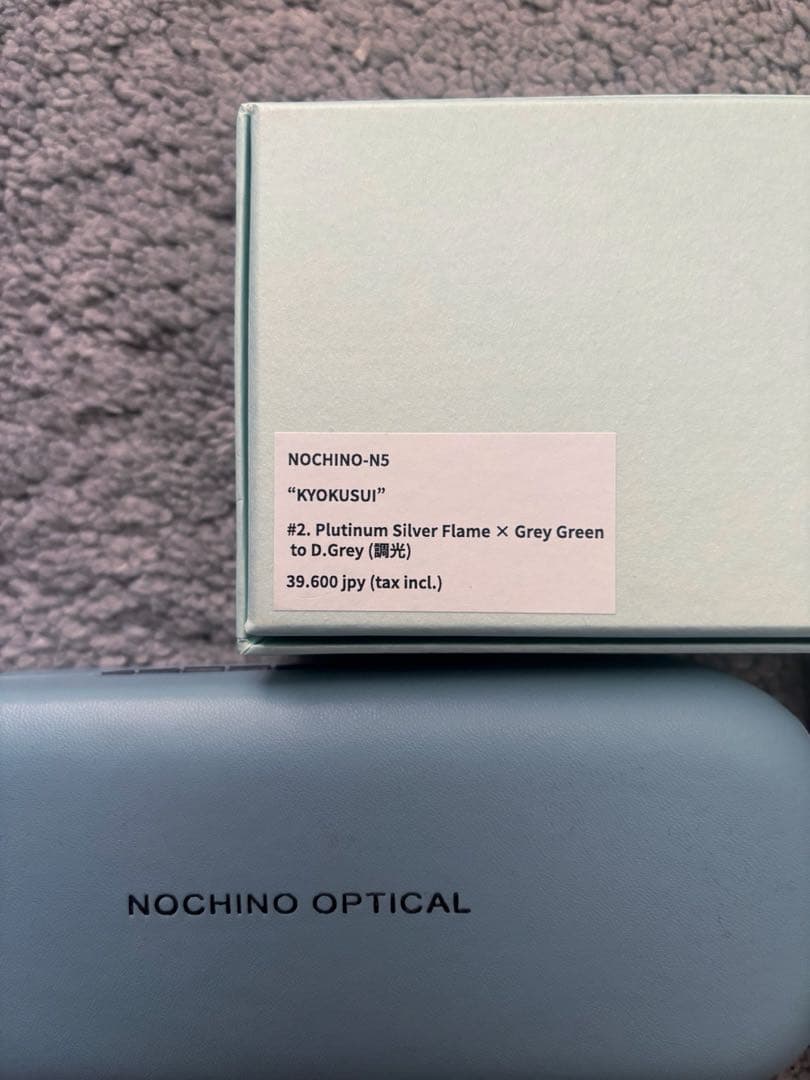 NOCHINO-N5
“KYOKUSUI”
#2. Plutinum Silver Flame × Grey Green
to D.Grey (調光)
39.600 jpy (tax incl.)
NOCHINO OPTICAL